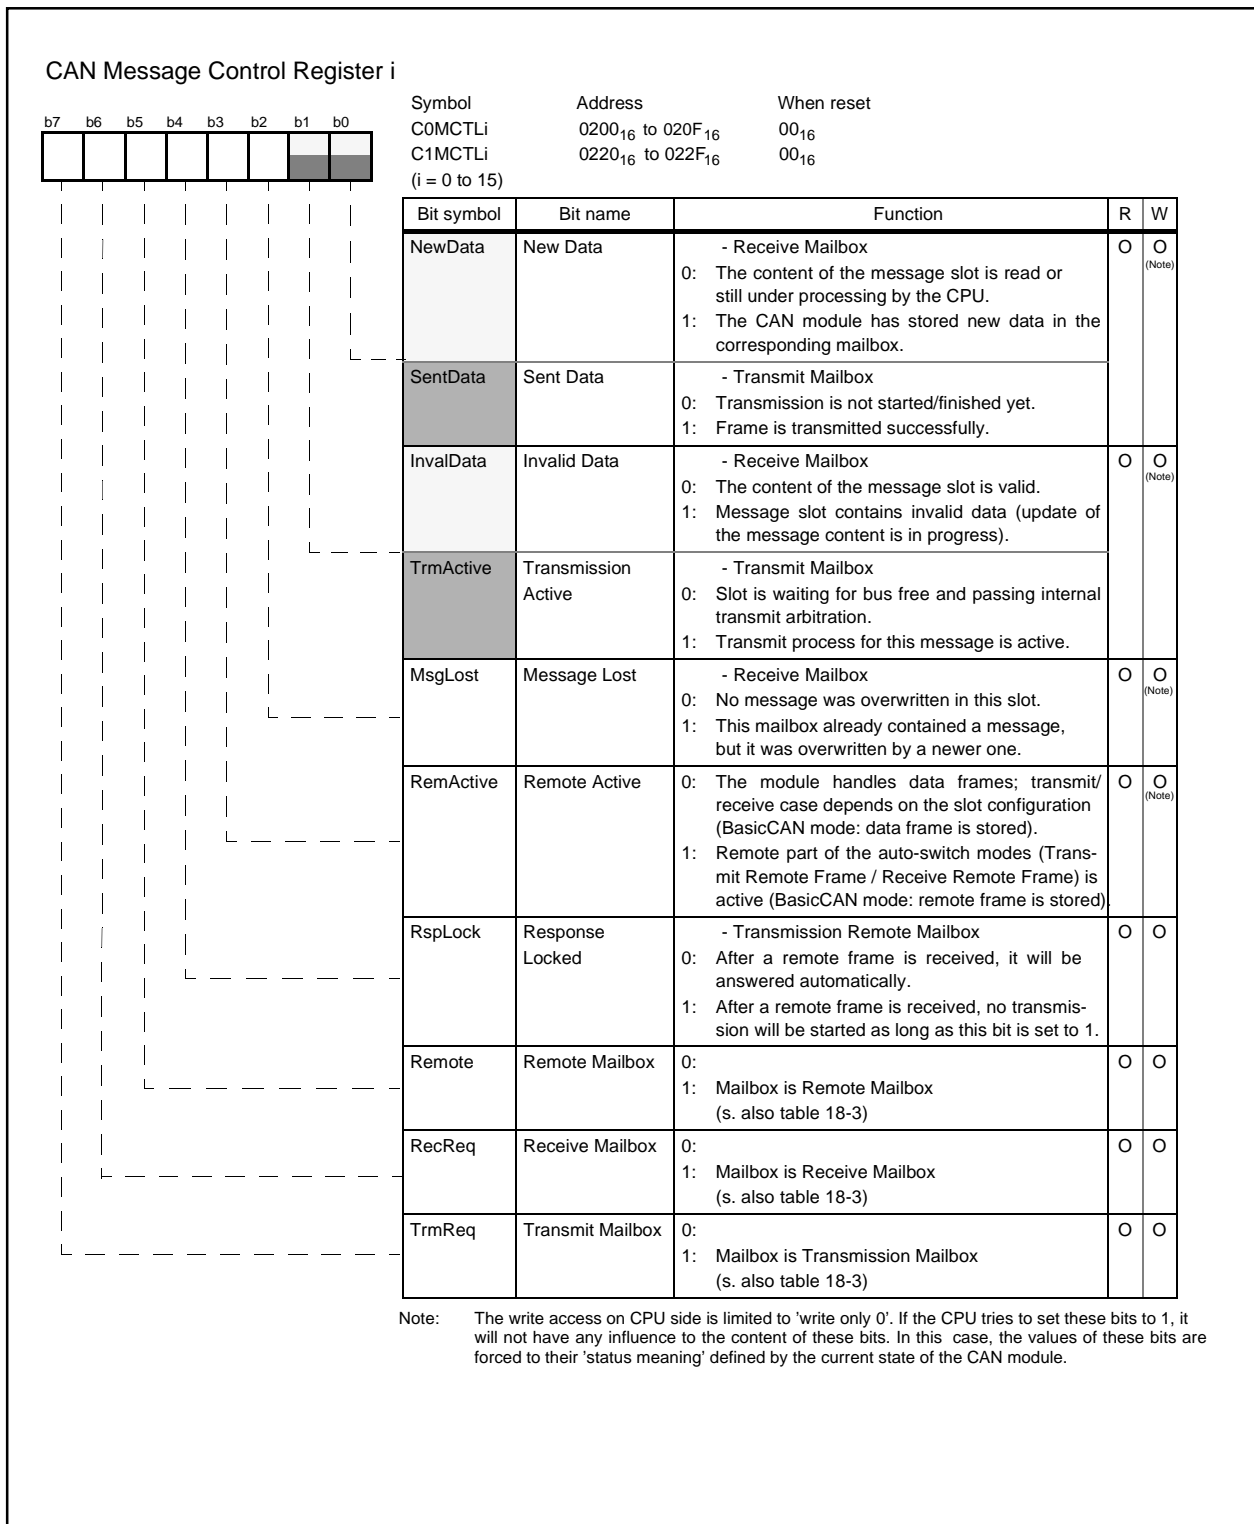 CAN Message Control Register i
Symbol Address When reset
b7 b6 b5 b4 b3 b2 b1 b0
C0MCTLi 0200₁₆ to 020F₁₆ 00₁₆
C1MCTLi 0220₁₆ to 022F₁₆ 00₁₆
(i = 0 to 15)
Bit symbol Bit name Function R W
NewData New Data - Receive Mailbox O O
(Note)
0: The content of the message slot is read or
still under processing by the CPU.
1: The CAN module has stored new data in the
corresponding mailbox.
SentData Sent Data - Transmit Mailbox
0: Transmission is not started/finished yet.
1: Frame is transmitted successfully.
InvalData Invalid Data - Receive Mailbox O O
(Note)
0: The content of the message slot is valid.
1: Message slot contains invalid data (update of
the message content is in progress).
TrmActive Transmission - Transmit Mailbox
Active 0: Slot is waiting for bus free and passing internal
transmit arbitration.
1: Transmit process for this message is active.
MsgLost Message Lost - Receive Mailbox O O
(Note)
0: No message was overwritten in this slot.
1: This mailbox already contained a message,
but it was overwritten by a newer one.
RemActive Remote Active 0: The module handles data frames; transmit/ O O
(Note)
receive case depends on the slot configuration
(BasicCAN mode: data frame is stored).
1: Remote part of the auto-switch modes (Trans-
mit Remote Frame / Receive Remote Frame) is
active (BasicCAN mode: remote frame is stored).
RspLock Response - Transmission Remote Mailbox O O
Locked 0: After a remote frame is received, it will be
answered automatically.
1: After a remote frame is received, no transmis-
sion will be started as long as this bit is set to 1.
Remote Remote Mailbox 0: O O
1: Mailbox is Remote Mailbox
(s. also table 18-3)
RecReq Receive Mailbox 0: O O
1: Mailbox is Receive Mailbox
(s. also table 18-3)
TrmReq Transmit Mailbox 0: O O
1: Mailbox is Transmission Mailbox
(s. also table 18-3)
Note: The write access on CPU side is limited to ’write only 0’. If the CPU tries to set these bits to 1, it
will not have any influence to the content of these bits. In this case, the values of these bits are
forced to their ’status meaning’ defined by the current state of the CAN module.